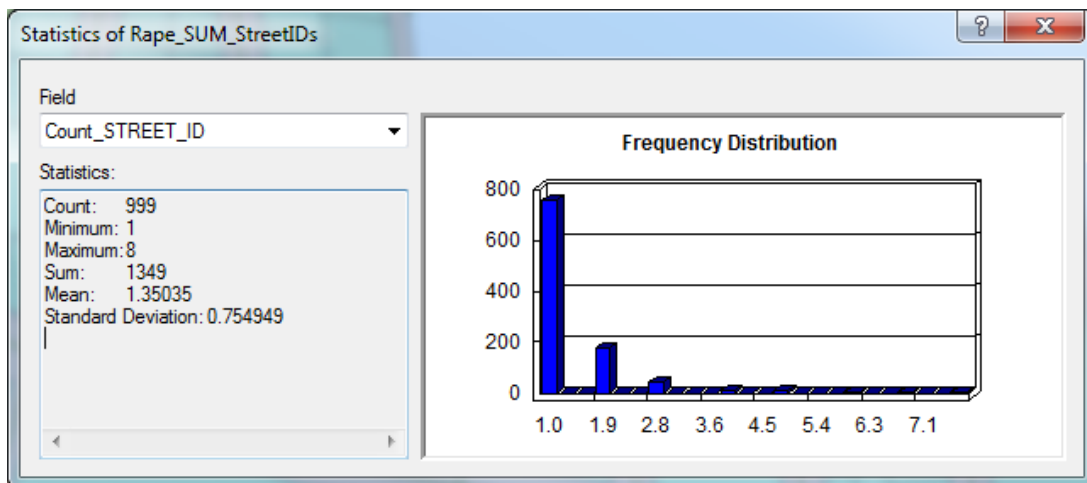 Statistics of Rape_SUM_StreetIDs
Field
Count_STREET_ID
Statistics:
Count: 999
Minimum: 1
Maximum: 8
Sum: 1349
Mean: 1.35035
Standard Deviation: 0.754949
Frequency Distribution
800
600
400
200
0
1.0 1.9 2.8 3.6 4.5 5.4 6.3 7.1